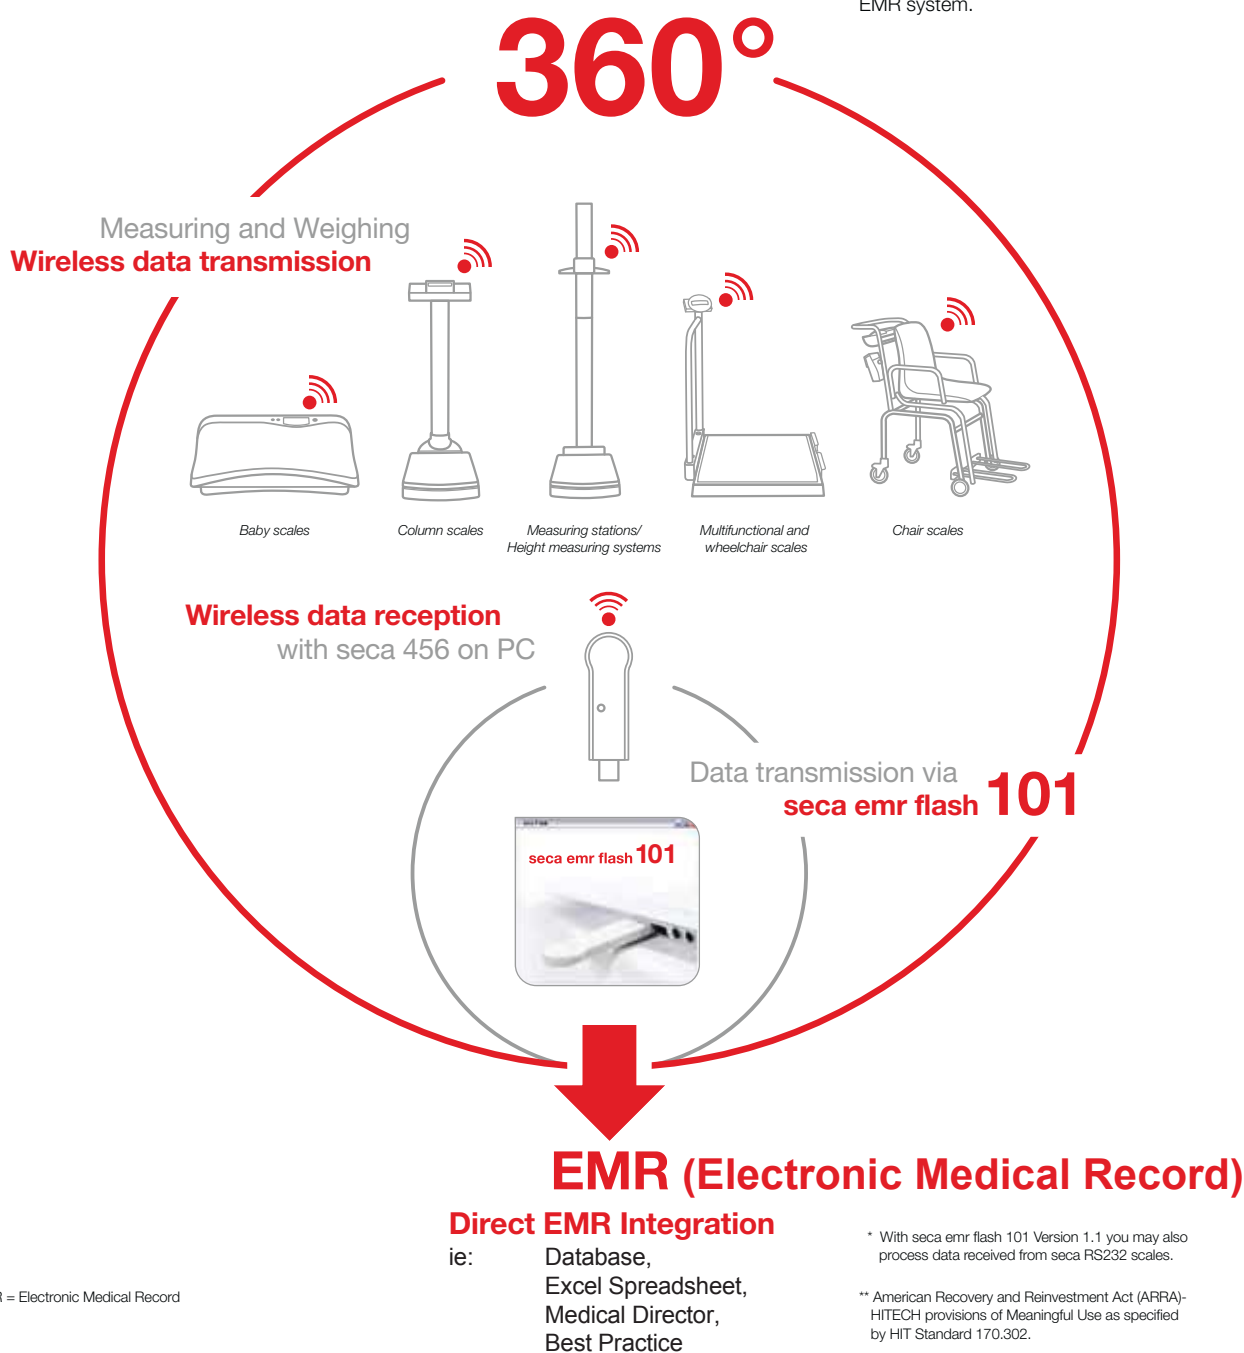 EMR system.
360°
Measuring and Weighing
Wireless data transmission
Baby scales
Column scales
Measuring stations/
Height measuring systems
Multifunctional and
wheelchair scales
Chair scales
Wireless data reception
with seca 456 on PC
Data transmission via
seca emr flash 101
seca emr flash 101
EMR (Electronic Medical Record)
Direct EMR Integration
ie: Database,
Excel Spreadsheet,
Medical Director,
Best Practice
* With seca emr flash 101 Version 1.1 you may also
process data received from seca RS232 scales.
= Electronic Medical Record
** American Recovery and Reinvestment Act (ARRA)-
HITECH provisions of Meaningful Use as specified
by HIT Standard 170.302.